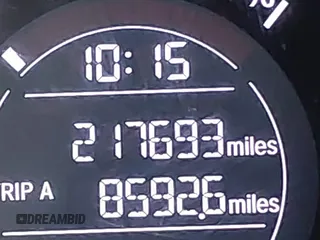 10:15
217693 miles
RIP A 8592.6 miles
DREAMBID